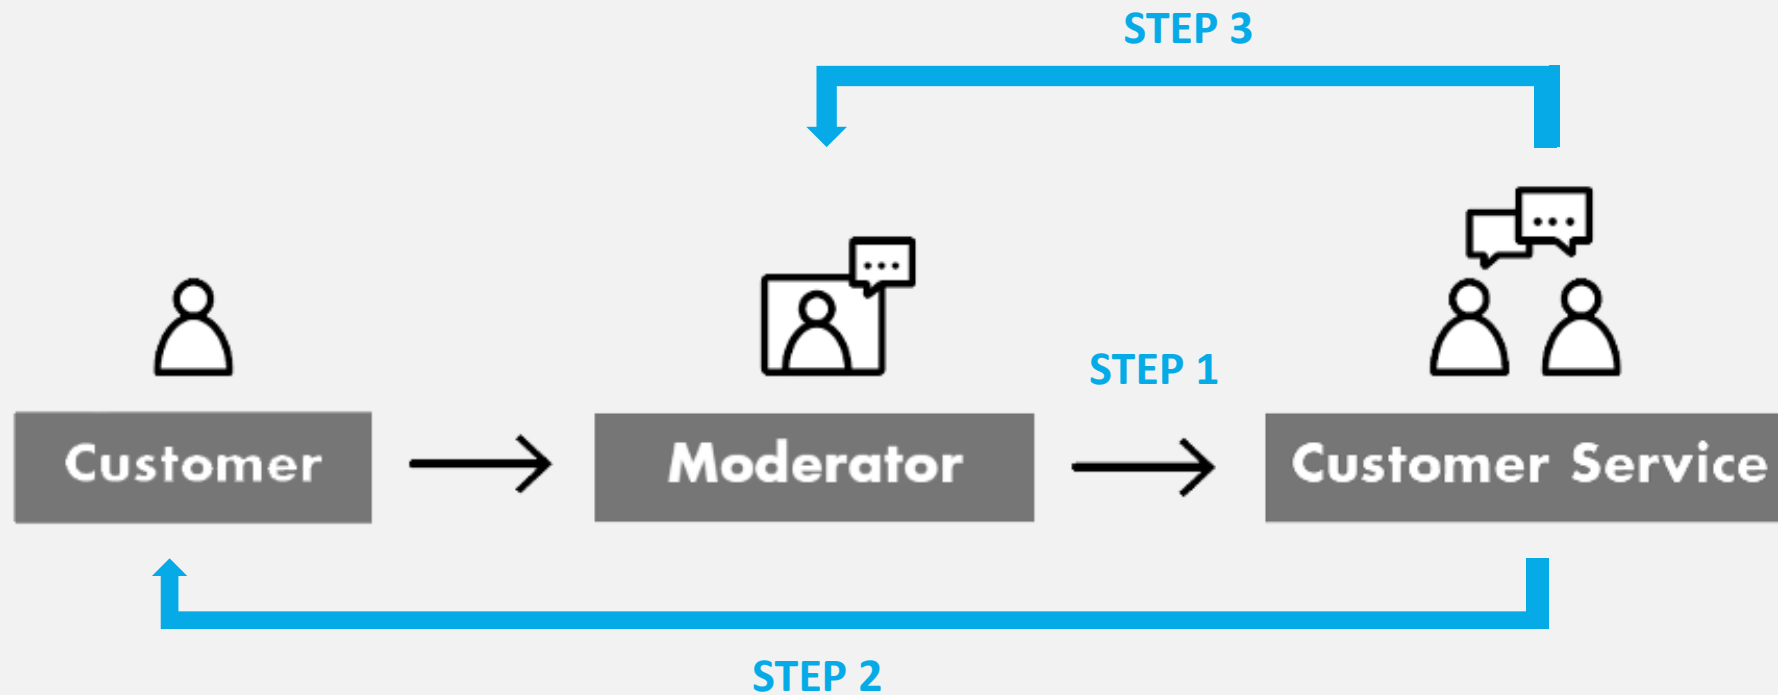 STEP 3
STEP 1
Customer
Moderator
Customer Service
STEP 2